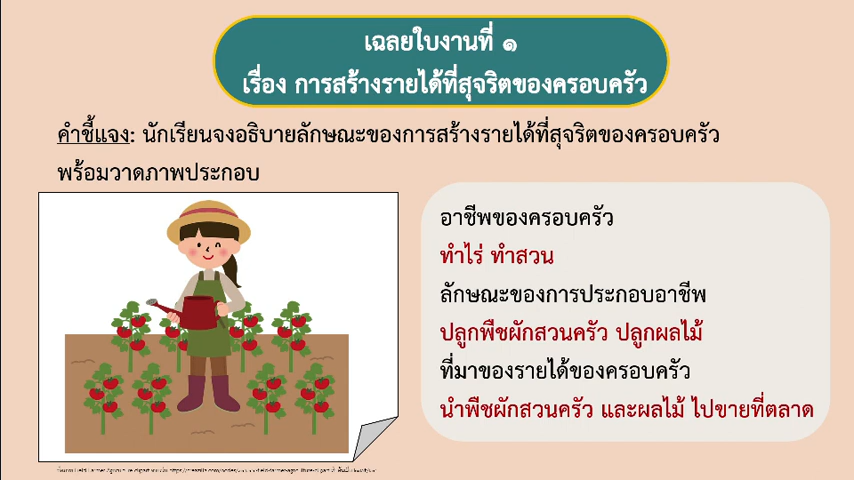 เฉลยใบงานที่ ๑
เรื่อง การสร้างรายได้ที่สุจริตของครอบครัว
คำชี้แจง: นักเรียนจงอธิบายลักษณะของการสร้างรายได้ที่สุจริตของครอบครัว
พร้อมวาดภาพประกอบ
อาชีพของครอบครัว
ทำไร่ ทำสวน
ลักษณะของการประกอบอาชีพ
ปลูกพืชผักสวนครัว ปลูกผลไม้
ที่มาของรายได้ของครอบครัว
นำพืชผักสวนครัว และผลไม้ ไปขายที่ตลาด